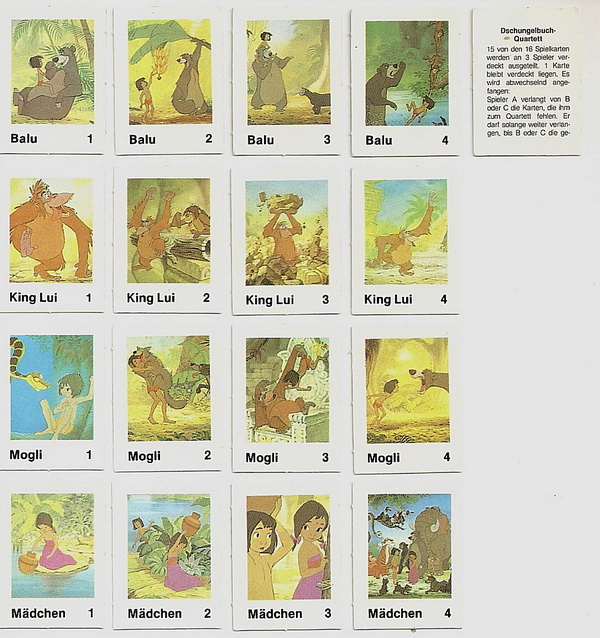 Balu 1
Balu 2
Balu 3
Balu 4
Dschungelbuch-
Quartett
15 von den 16 Spielkarten
werden an 3 Spieler ver-
deckt ausgeteilt. 1 Karte
bleibt verdeckt liegen. Es
wird abwechselnd ange-
fangen:
Spieler A verlangt von B
oder C die Karten, die ihm
zum Quartett fehlen. Er
darf solange weiter verlan-
gen, bis B oder C die ge-
King Lui 1
King Lui 2
King Lui 3
King Lui 4
Mogli 1
Mogli 2
Mogli 3
Mogli 4
Mädchen 1
Mädchen 2
Mädchen 3
Mädchen 4